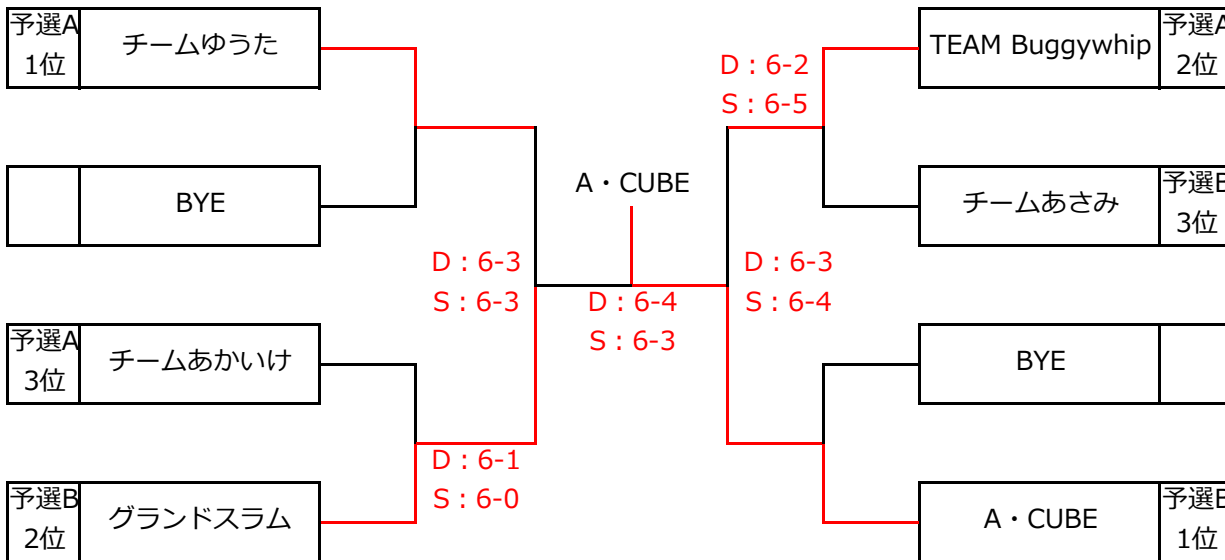 予選A
1位
チームゆうた
BYE
予選A
3位
チームあかいけ
予選B
2位
グランドスラム
D：6-3
S：6-3
D：6-1
S：6-0
A・CUBE
D：6-4
S：6-3
D：6-2
S：6-5
D：6-3
S：6-4
TEAM Buggywhip
予選A
2位
チームあさみ
予選B
3位
BYE
A・CUBE
予選B
1位